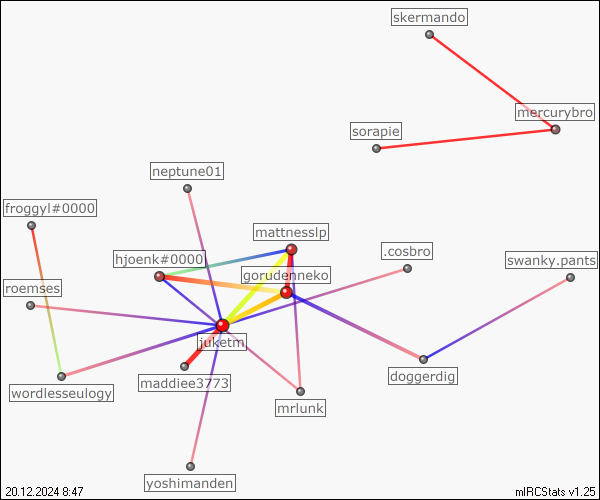 skermando
mercurybro
sorapie
neptune01
froggyl#0000
mattnesslp
.cosbro
hjoenk#0000
swanky.pants
gorudenneko
roemses
juketm
doggerdig
maddiee3773
wordlesseulogy
mrlunk
yoshimanden
20.12.2024 8:47
mIRCStats v1.25